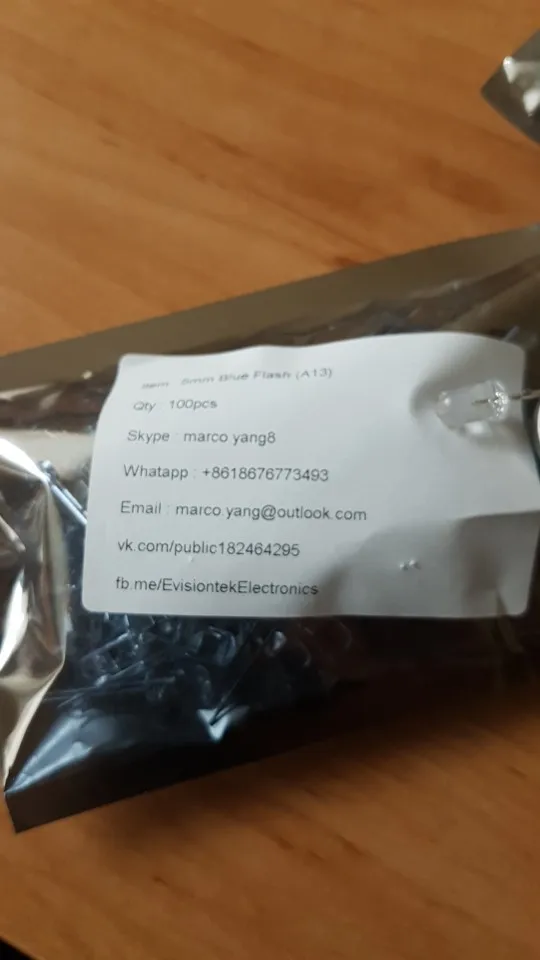 Item : 5mm Blue Flash (A13)
Qty : 100pcs
Skype : marco yang8
Whatapp : +8618676773493
Email : marco.yang@outlook.com
vk.com/public182464295
fb.me/EvisiontekElectronics